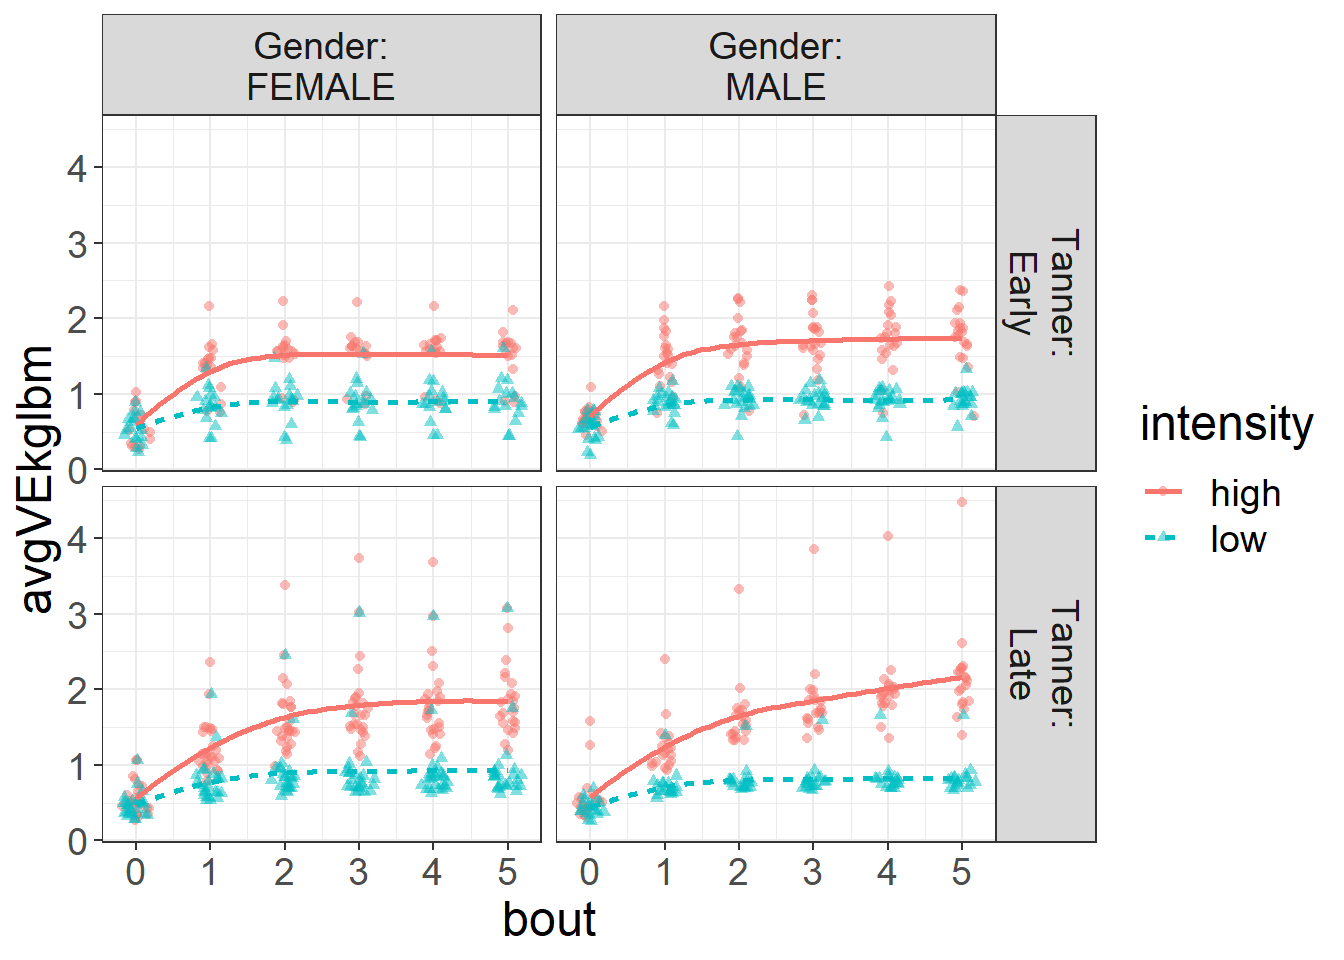 Gender:
FEMALE
Gender:
MALE
4
3
2
1
0
Tanner:
Early
avgVEkglbm
4
3
2
1
0
Tanner:
Late
0 1 2 3 4 5
0 1 2 3 4 5
bout
intensity
high
low